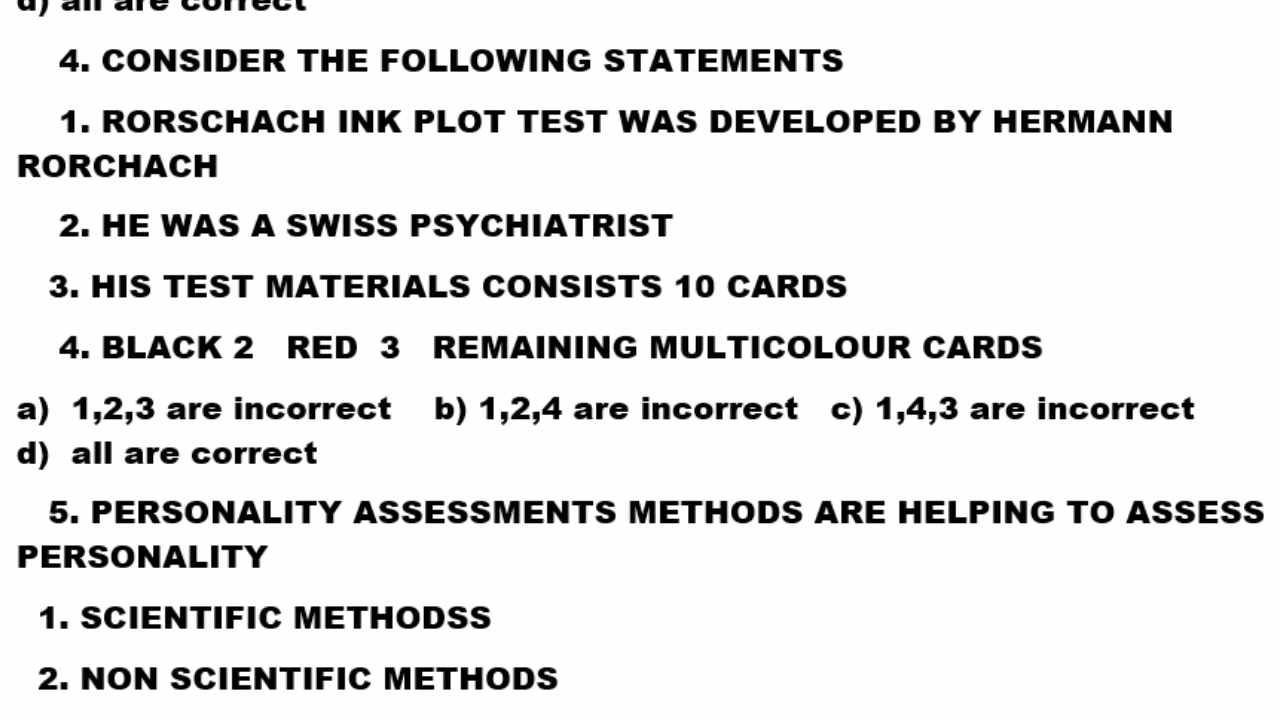 d) all are correct
4. CONSIDER THE FOLLOWING STATEMENTS
1. RORSCHACH INK PLOT TEST WAS DEVELOPED BY HERMANN
RORCHACH
2. HE WAS A SWISS PSYCHIATRIST
3. HIS TEST MATERIALS CONSISTS 10 CARDS
4. BLACK 2 RED 3 REMAINING MULTICOLOUR CARDS
a) 1,2,3 are incorrect b) 1,2,4 are incorrect c) 1,4,3 are incorrect
d) all are correct
5. PERSONALITY ASSESSMENTS METHODS ARE HELPING TO ASSESS
PERSONALITY
1. SCIENTIFIC METHODSS
2. NON SCIENTIFIC METHODS